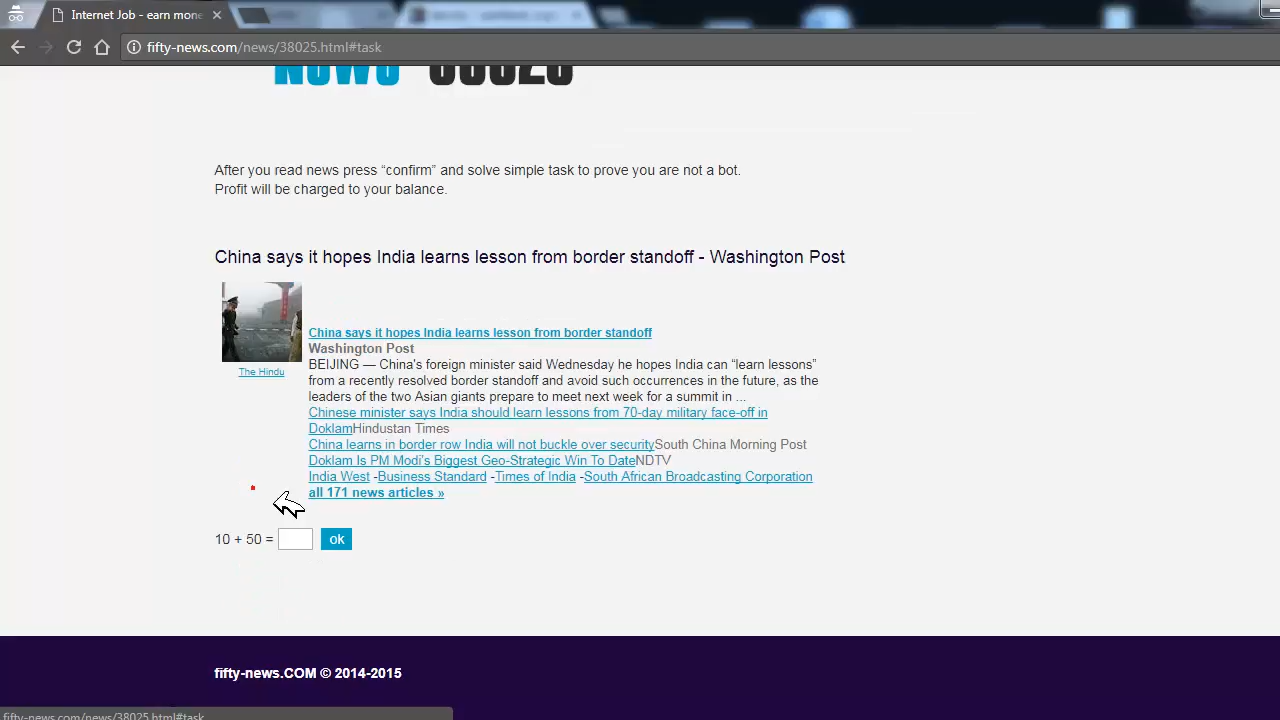 Internet Job - earn mone
fifty-news.com/news/38025.html#task
NEWS 38025
After you read news press “confirm” and solve simple task to prove you are not a bot.
Profit will be charged to your balance.
China says it hopes India learns lesson from border standoff - Washington Post
China says it hopes India learns lesson from border standoff
Washington Post
The Hindu
BEIJING — China's foreign minister said Wednesday he hopes India can “learn lessons”
from a recently resolved border standoff and avoid such occurrences in the future, as the
leaders of the two Asian giants prepare to meet next week for a summit in ...
Chinese minister says India should learn lessons from 70-day military face-off in
DoklamHindustan Times
China learns in border row India will not buckle over securitySouth China Morning Post
Doklam Is PM Modi's Biggest Geo-Strategic Win To DateNDTV
India West -Business Standard -Times of India -South African Broadcasting Corporation
all 171 news articles »
10 + 50 = ok
fifty-news.COM © 2014-2015
fifty-news.com/news/38025.html#task